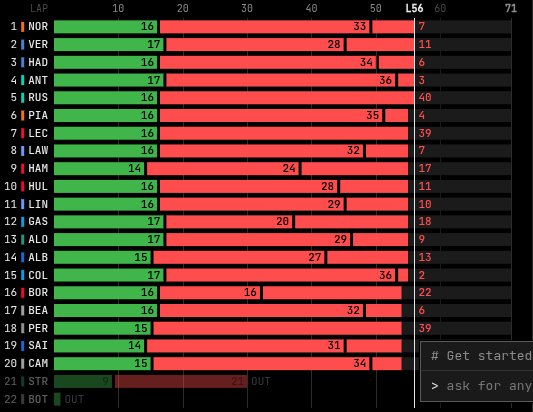 LAP 10 20 30 40 50 L56 60 71
1 NOR 16 33 7
2 VER 17 28 11
3 HAD 16 34 6
4 ANT 17 36 3
5 RUS 16 40
6 PIA 16 35 4
7 LEC 16 39
8 LAW 16 32 7
9 HAM 14 24 17
10 HUL 16 28 11
11 LIN 16 29 10
12 GAS 17 20 18
13 ALO 17 29 9
14 ALB 15 27 13
15 COL 17 36 2
16 BOR 16 16 22
17 BEA 16 32 6
18 PER 15 39
19 SAI 14 31
20 CAM 15 34
21 STR 9 21 OUT
22 BOT OUT
# Get started
> ask for any